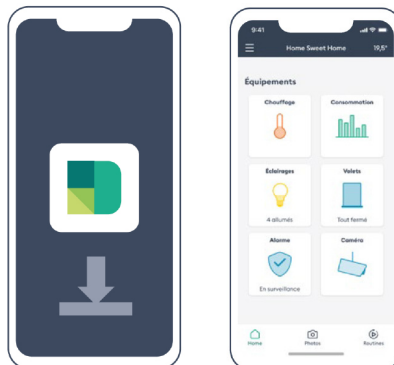 9:41
Home Sweet Home 19,5°
Équipements
Chauffage Consommation
Éclairages Volets
4 allumés Tout fermé
Alarme Caméra
En surveillance
Home Photos Routines